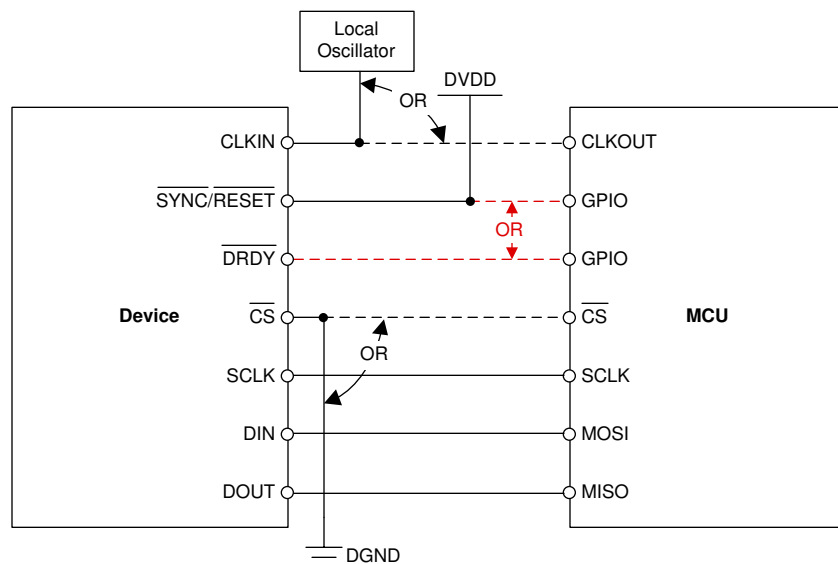 Local
Oscillator
OR
DVDD
CLKIN
CLKOUT
SYNC/RESET
GPIO
OR
DRDY
GPIO
Device
CS
CS
MCU
OR
SCLK
SCLK
DIN
MOSI
DOUT
MISO
DGND